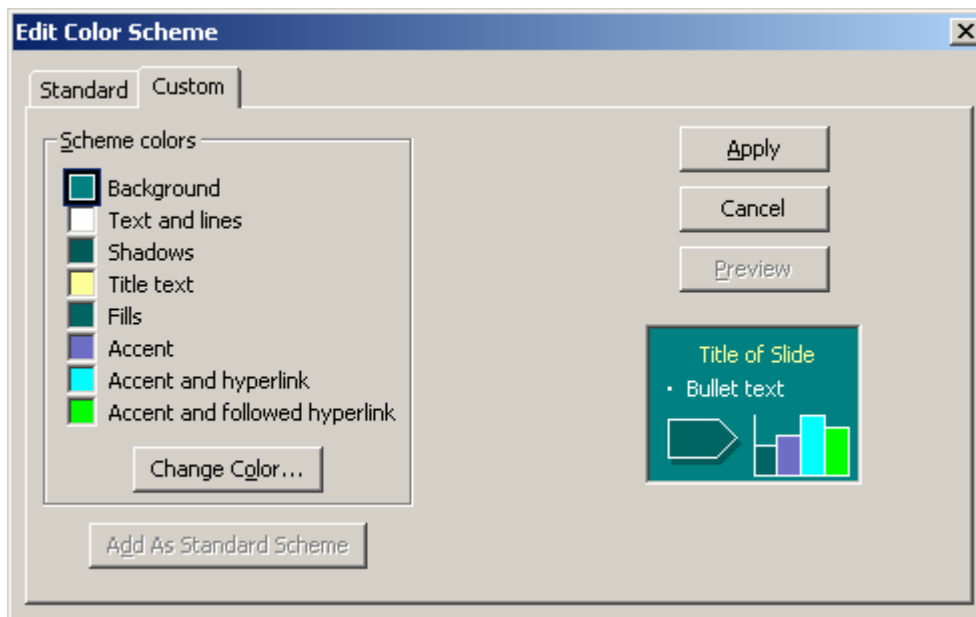 Edit Color Scheme
Standard
Custom
Scheme colors
Background
Text and lines
Shadows
Title text
Fills
Accent
Accent and hyperlink
Accent and followed hyperlink
Change Color...
Add As Standard Scheme
Apply
Cancel
Preview
Title of Slide
• Bullet text